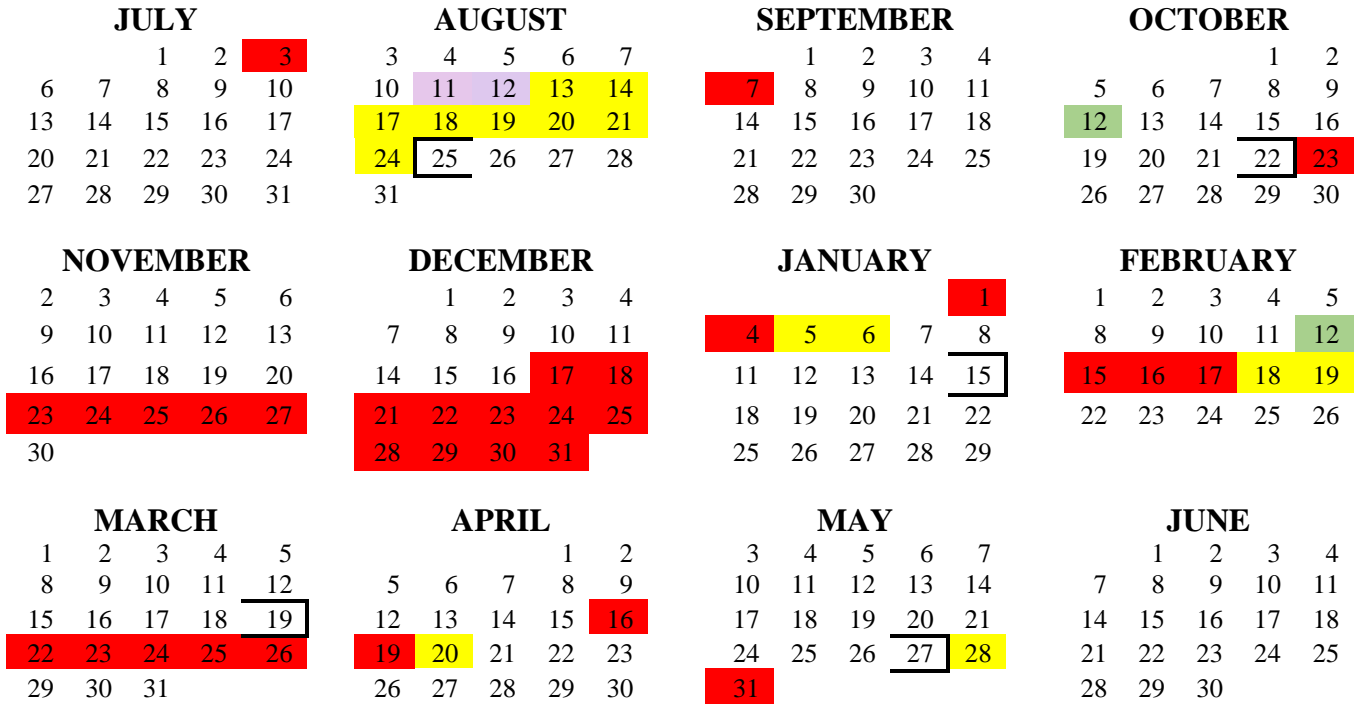 JULY AUGUST SEPTEMBER OCTOBER
1 2 3 3 4 5 6 7 1 2 3 4 1 2
6 7 8 9 10 10 11 12 13 14 7 8 9 10 11 5 6 7 8 9
13 14 15 16 17 17 18 19 20 21 14 15 16 17 18 12 13 14 15 16
20 21 22 23 24 24 25 26 27 28 21 22 23 24 25 19 20 21 22 23
27 28 29 30 31 31 28 29 30 26 27 28 29 30
NOVEMBER DECEMBER JANUARY FEBRUARY
2 3 4 5 6 1 2 3 4 1 1 2 3 4 5
9 10 11 12 13 7 8 9 10 11 4 5 6 7 8 8 9 10 11 12
16 17 18 19 20 14 15 16 17 18 11 12 13 14 15 15 16 17 18 19
23 24 25 26 27 21 22 23 24 25 18 19 20 21 22 22 23 24 25 26
30 28 29 30 31 25 26 27 28 29
MARCH APRIL MAY JUNE
1 2 3 4 5 1 2 3 4 5 6 7 1 2 3 4
8 9 10 11 12 5 6 7 8 9 10 11 12 13 14 7 8 9 10 11
15 16 17 18 19 12 13 14 15 16 17 18 19 20 21 14 15 16 17 18
22 23 24 25 26 19 20 21 22 23 24 25 26 27 28 21 22 23 24 25
29 30 31 26 27 28 29 30 31 28 29 30